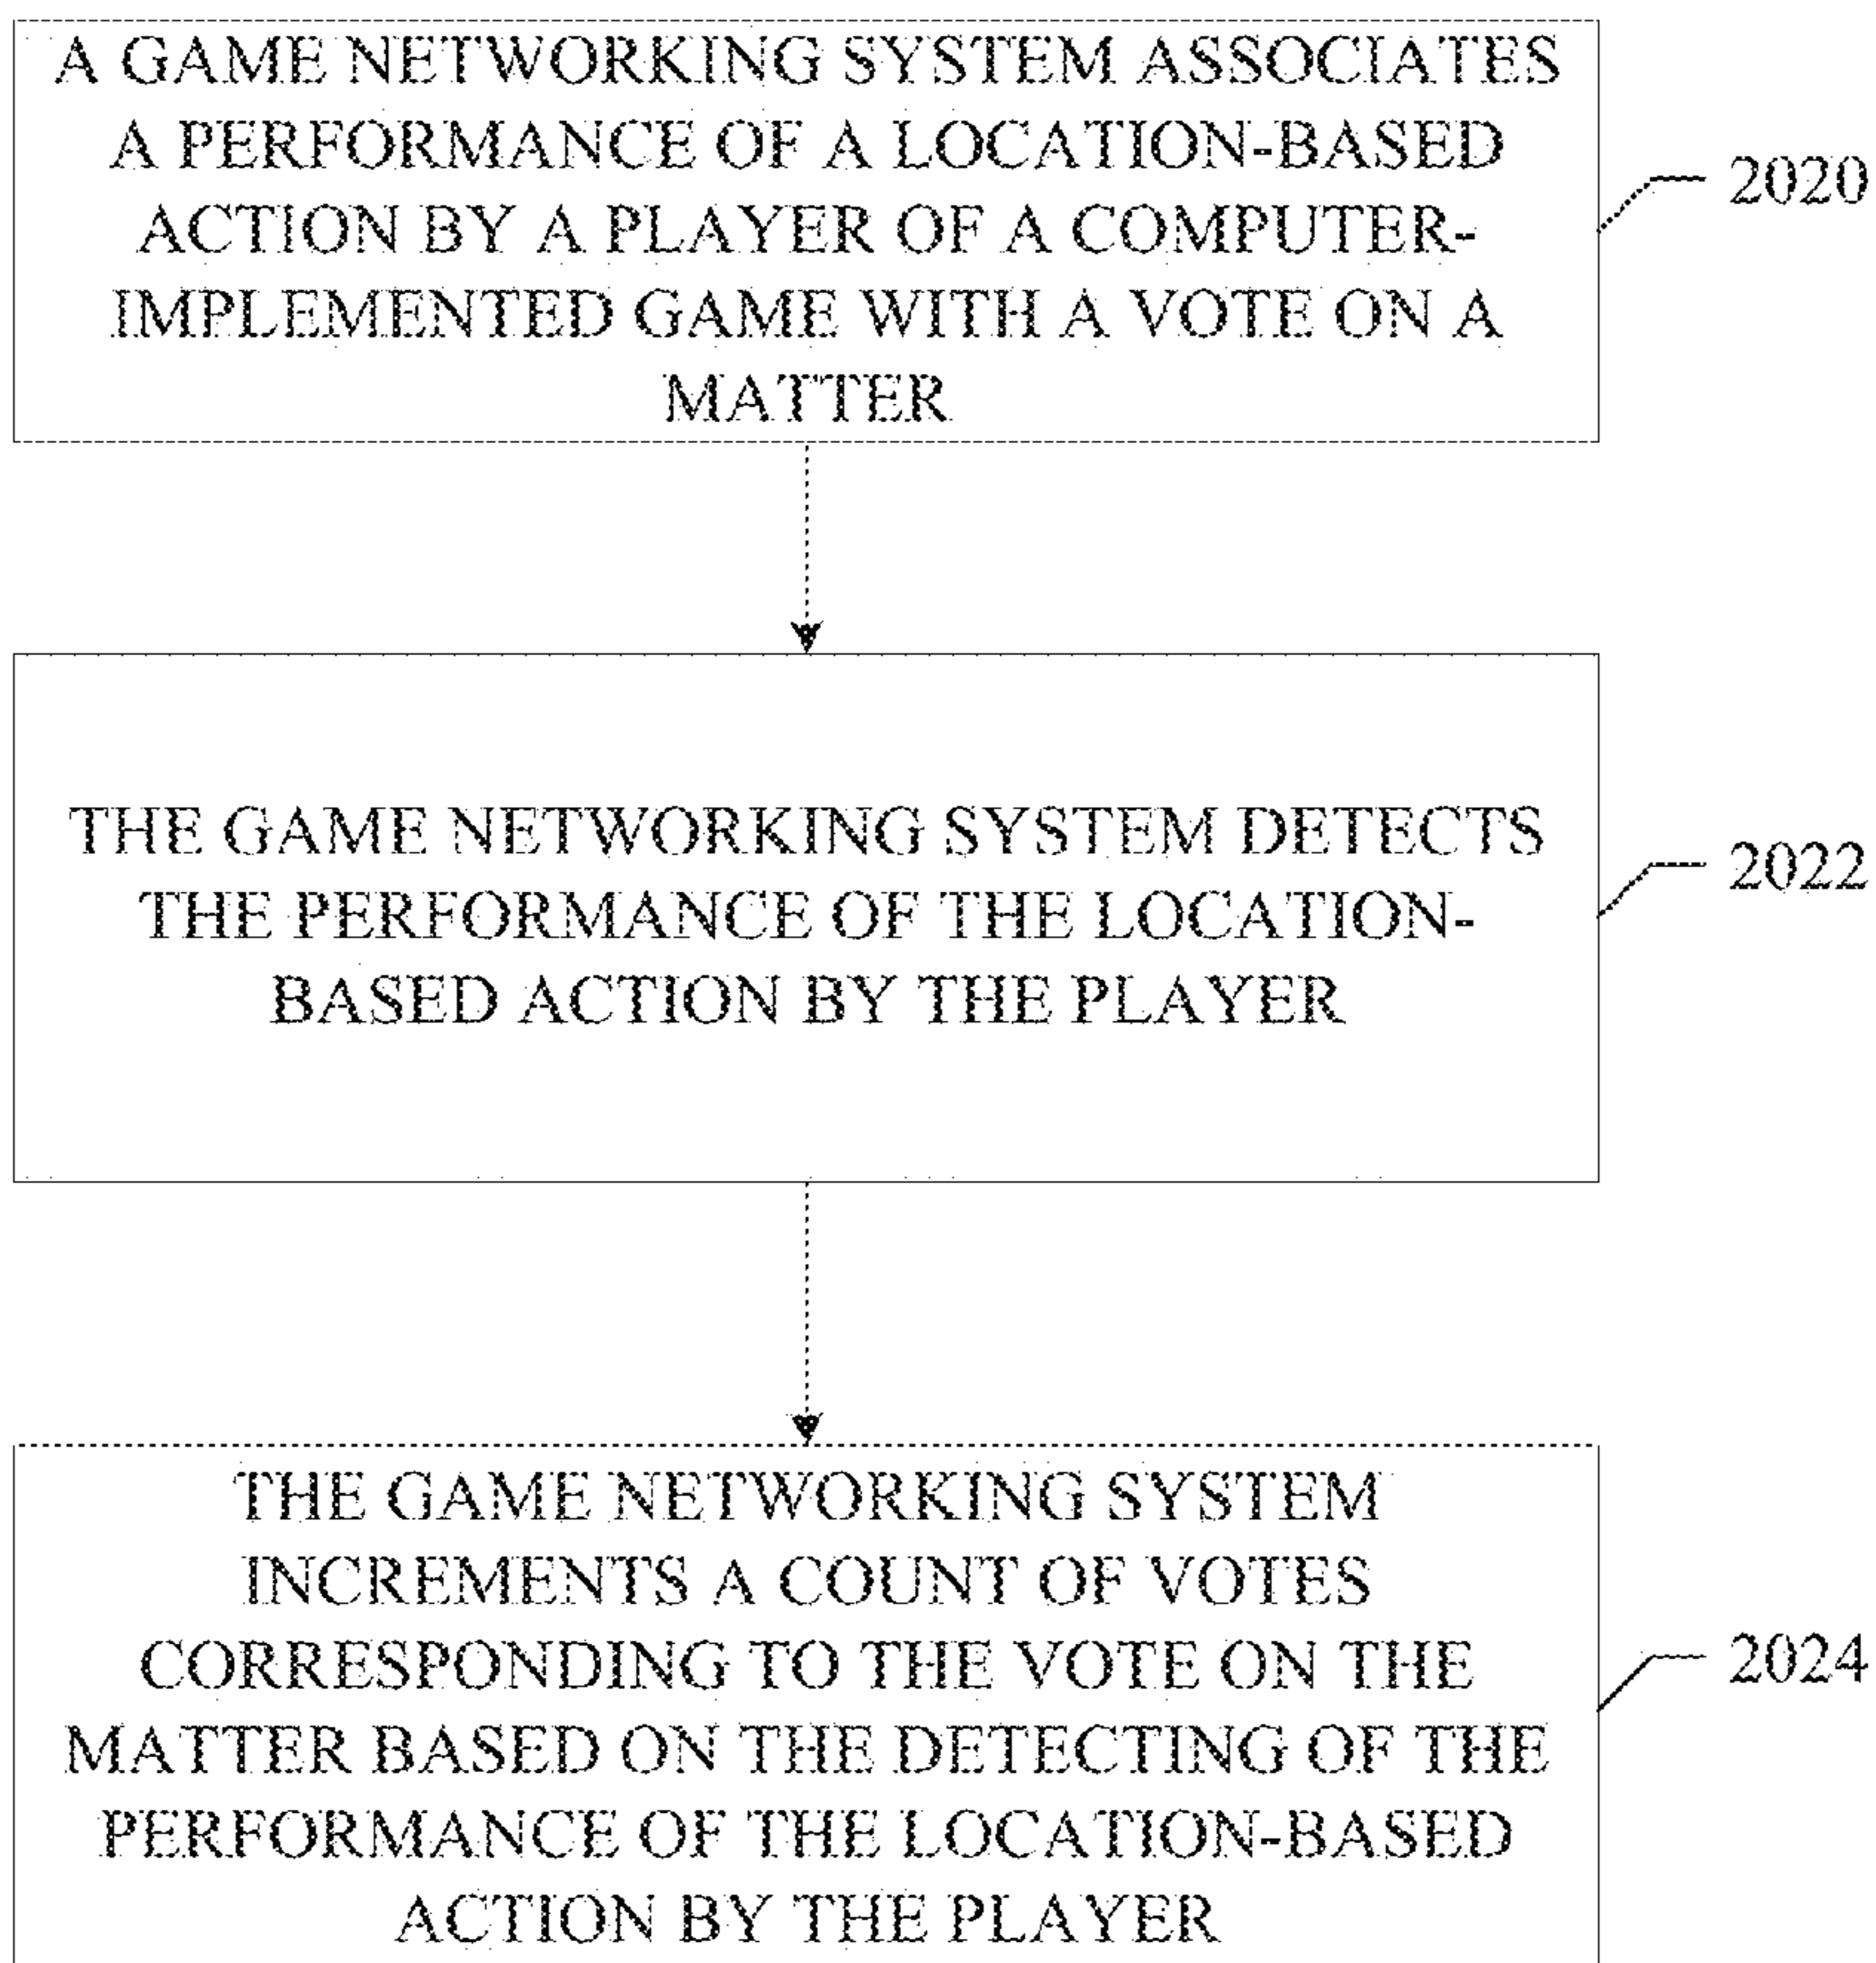 A GAME NETWORKING SYSTEM ASSOCIATES
A PERFORMANCE OF A LOCATION-BASED
ACTION BY A PLAYER OF A COMPUTER-
IMPLEMENTED GAME WITH A VOTE ON A
MATTER
2020
THE GAME NETWORKING SYSTEM DETECTS
THE PERFORMANCE OF THE LOCATION-
BASED ACTION BY THE PLAYER
2022
THE GAME NETWORKING SYSTEM
INCREMENTS A COUNT OF VOTES
CORRESPONDING TO THE VOTE ON THE
MATTER BASED ON THE DETECTING OF THE
PERFORMANCE OF THE LOCATION-BASED
ACTION BY THE PLAYER
2024